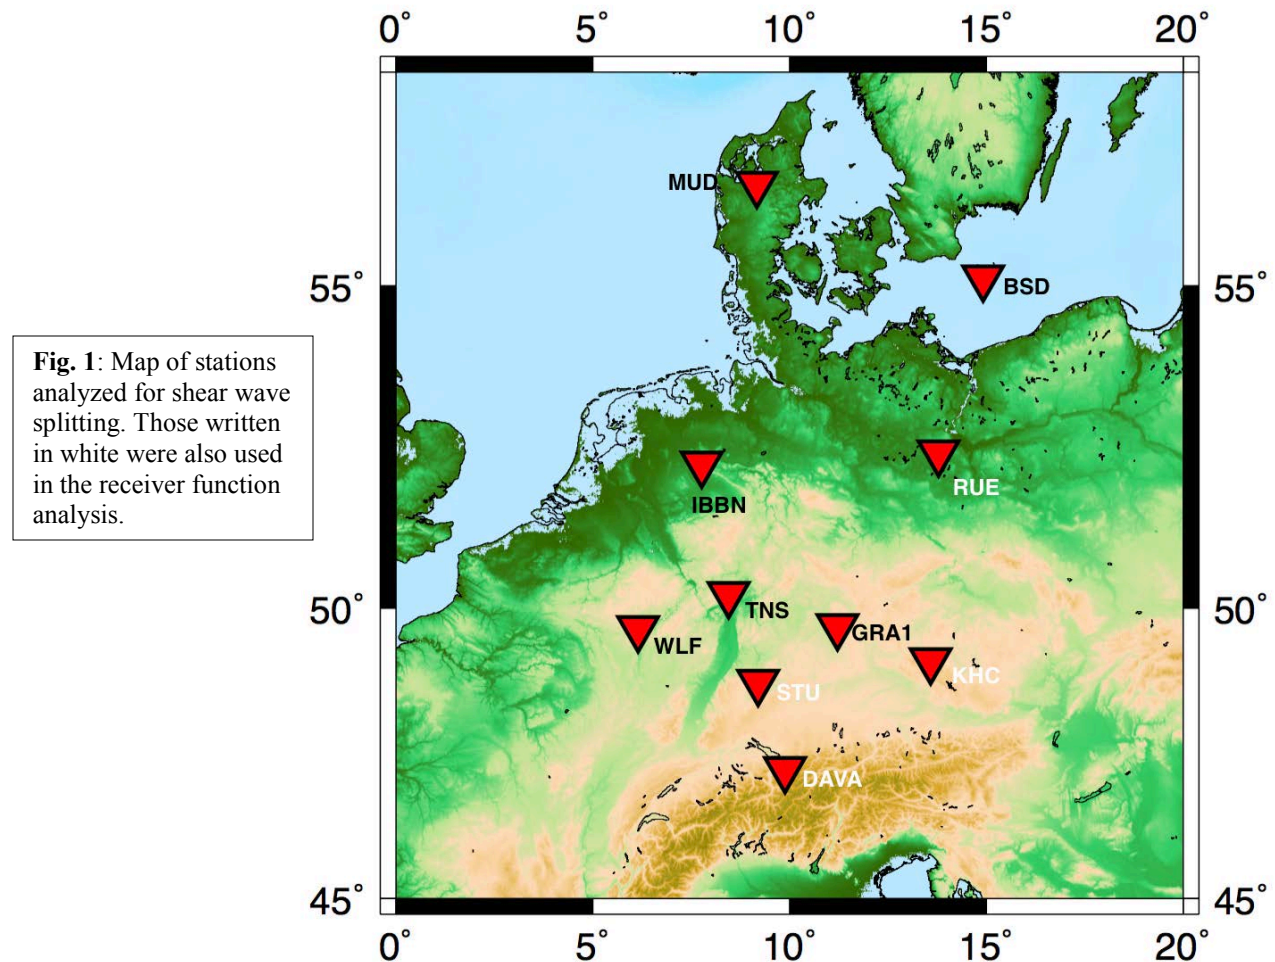 0° 5° 10° 15° 20°
MUD
BSD
55° 55°
Fig. 1: Map of stations
analyzed for shear wave
splitting. Those written
in white were also used
in the receiver function
analysis.
RUE
IBBN
TNS
50° 50°
GRA1
WLF
KHC
STU
DAVA
45° 45°
0° 5° 10° 15° 20°